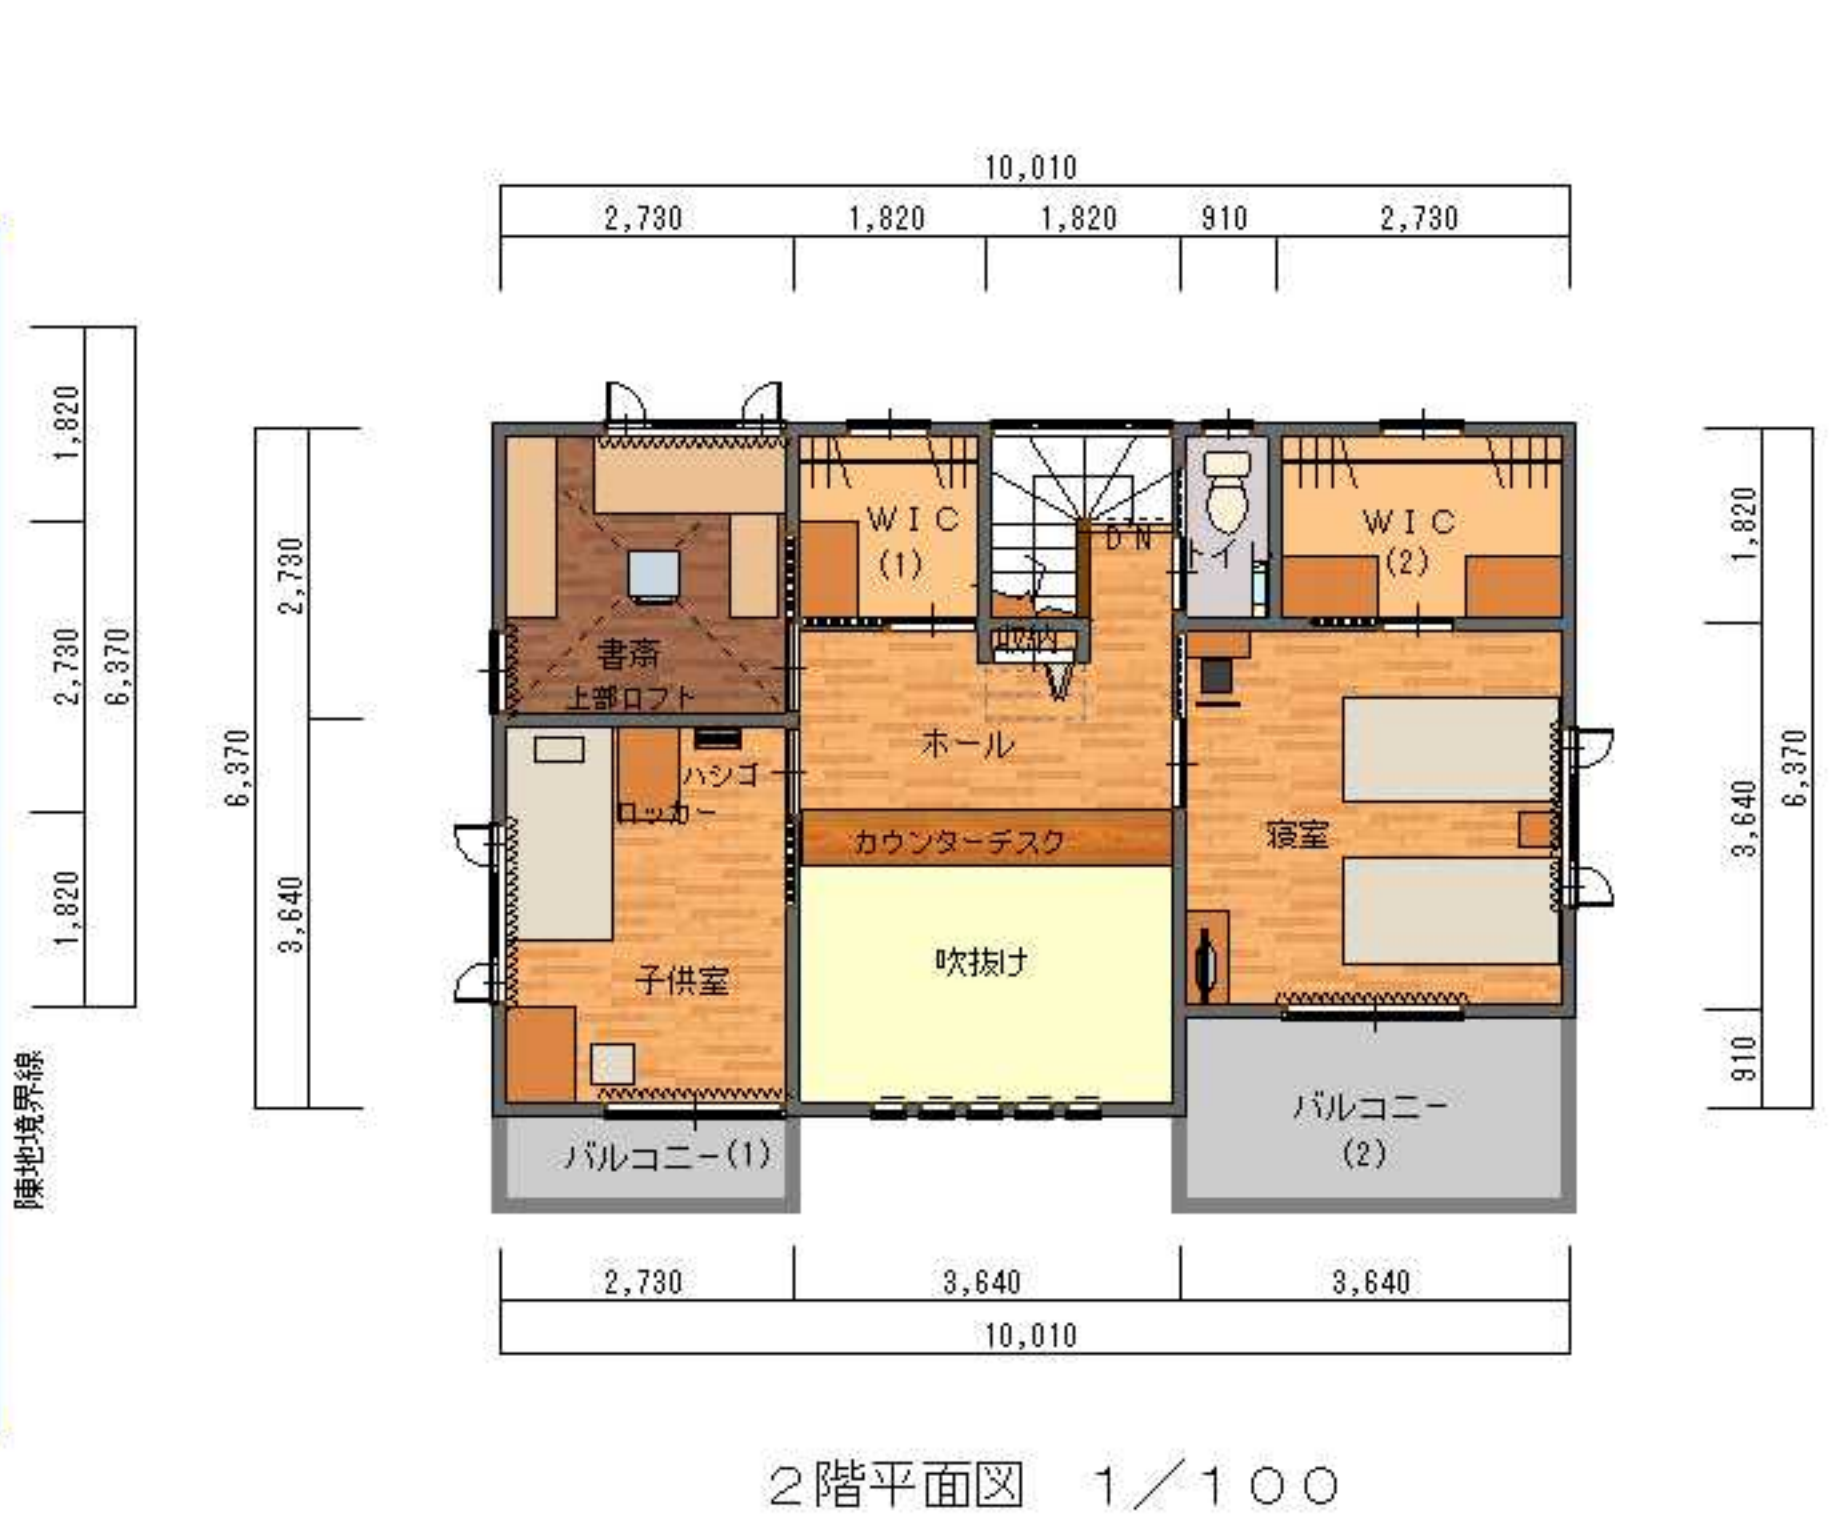 10,010
2,730 1,820 1,820 910 2,730
1,820
2,730
6,370
1,820
2,730
6,370
3,640
1,820
3,640
6,370
910
WIC
(1)
DN
トイレ
WIC
(2)
書斎
上部ロフト
収納
ホール
ハシゴ
ロッカー
カウンターデスク
寝室
吹抜け
子供室
バルコニー(1)
バルコニー
(2)
2,730 3,640 3,640
10,010
地境界線
2階平面図 1/100